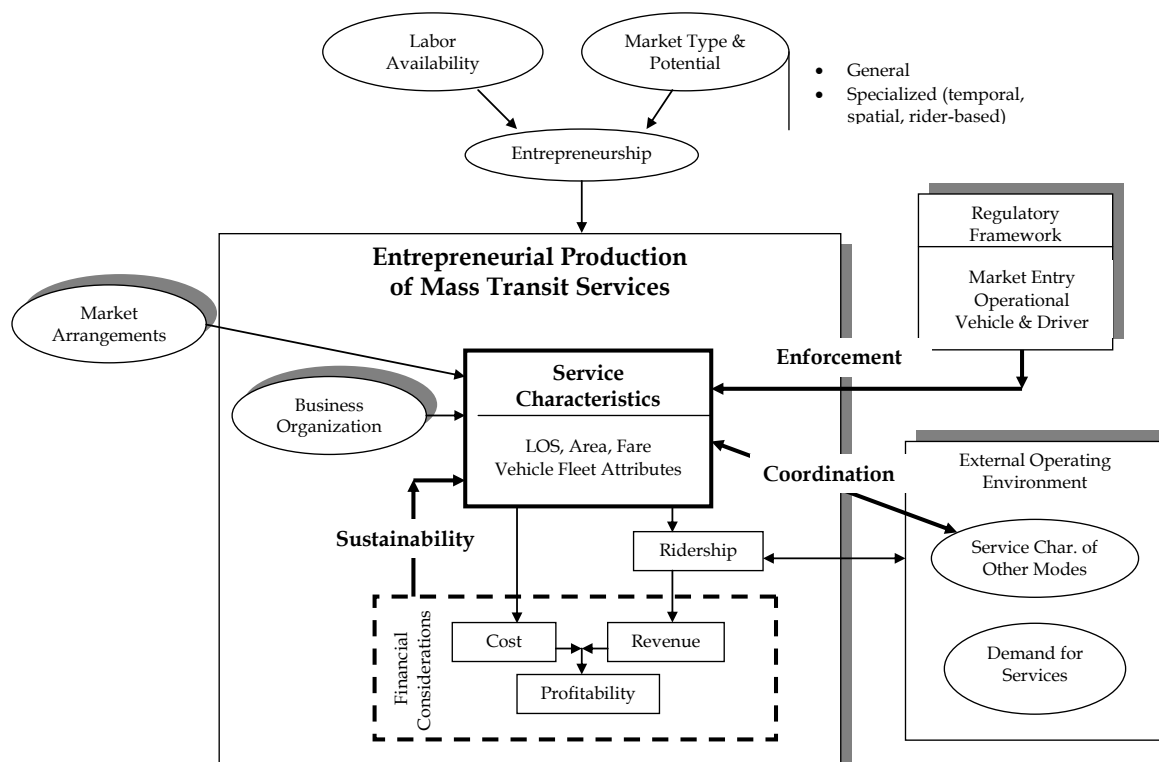 Labor
Availability
Market Type &
Potential
• General
• Specialized (temporal,
spatial, rider-based)
Entrepreneurship
Regulatory
Framework
Market Entry
Operational
Vehicle & Driver
Entrepreneurial Production
of Mass Transit Services
Market
Arrangements
Enforcement
Service
Characteristics
LOS, Area, Fare
Vehicle Fleet Attributes
Business
Organization
Coordination
External Operating
Environment
Sustainability
Ridership
Service Char. of
Other Modes
Financial
Considerations
Cost
Revenue
Profitability
Demand for
Services